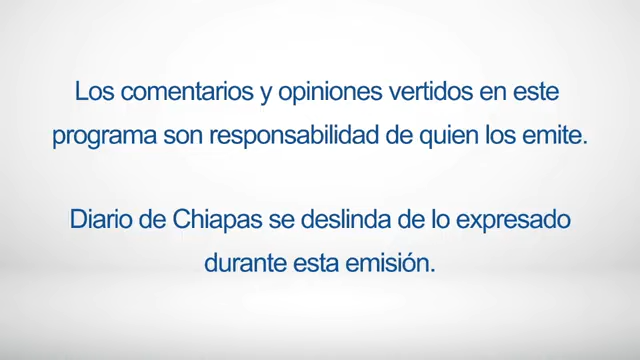 Los comentarios y opiniones vertidos en este
programa son responsabilidad de quien los emite.
Diario de Chiapas se deslinda de lo expresado
durante esta emisión.